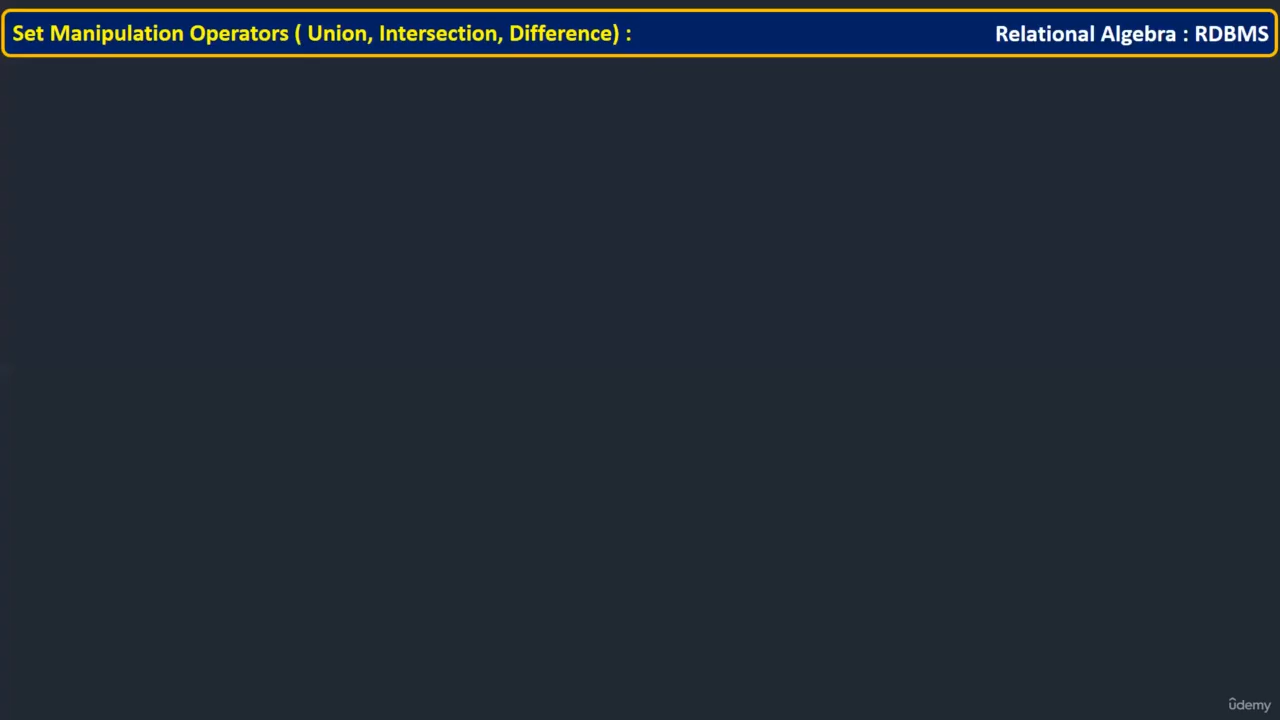 Set Manipulation Operators ( Union, Intersection, Difference) :
Relational Algebra : RDBMS
ûdemy